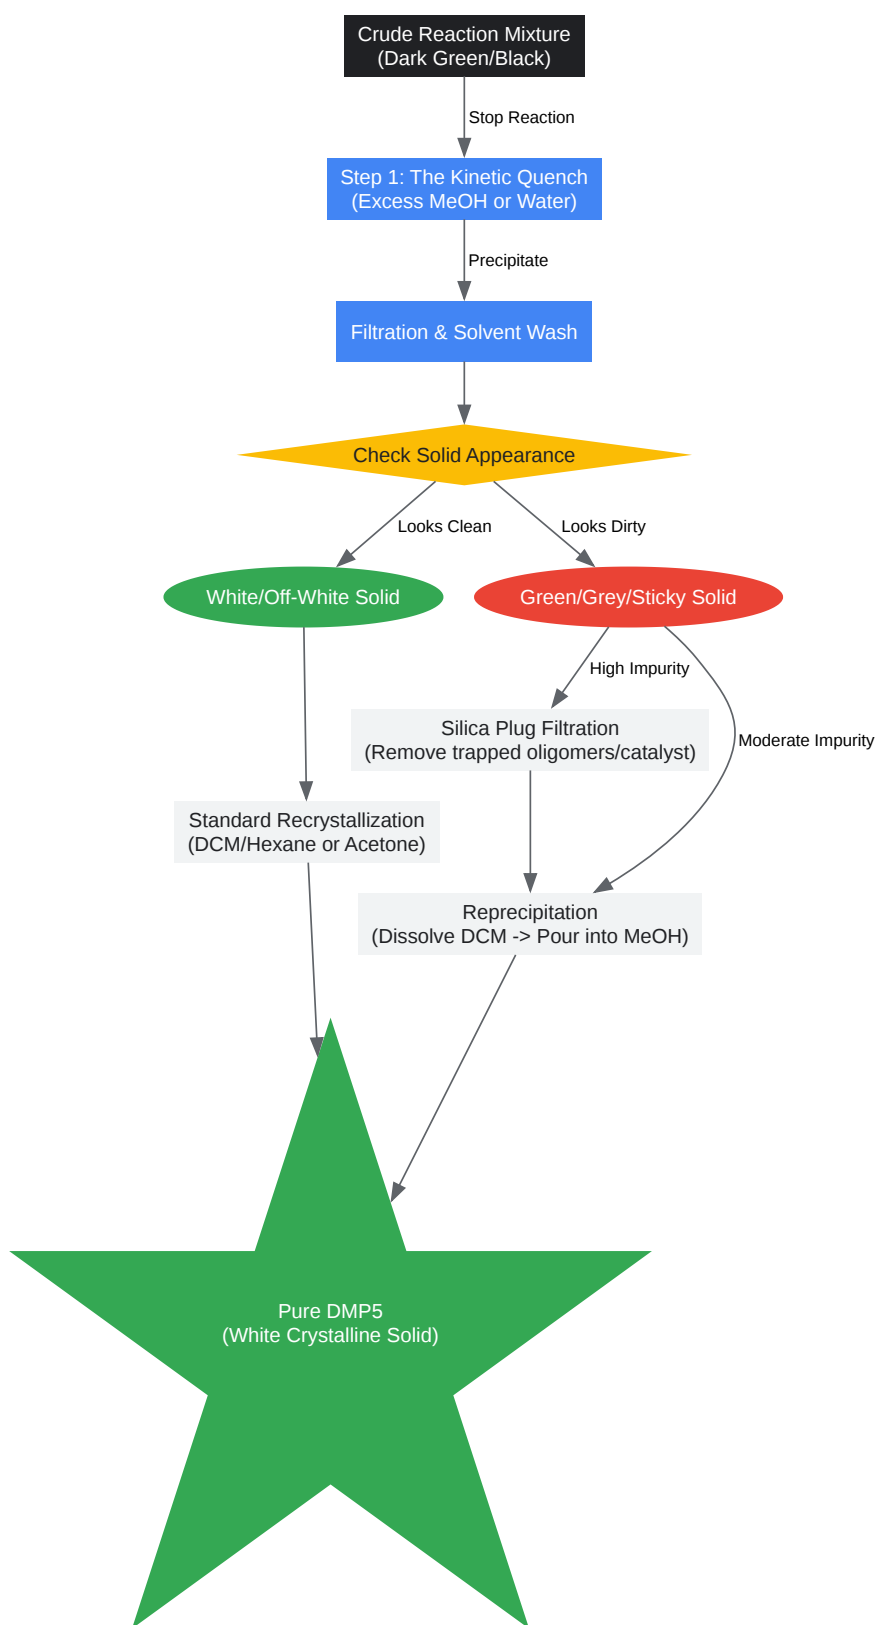 Crude Reaction Mixture
(Dark Green/Black)
Stop Reaction
Step 1: The Kinetic Quench
(Excess MeOH or Water)
Precipitate
Filtration & Solvent Wash
Check Solid Appearance
Looks Clean
Looks Dirty
White/Off-White Solid
Green/Grey/Sticky Solid
High Impurity
Silica Plug Filtration
(Remove trapped oligomers/catalyst)
Moderate Impurity
Standard Recrystallization
(DCM/Hexane or Acetone)
Reprecipitation
(Dissolve DCM -> Pour into MeOH)
Pure DMP5
(White Crystalline Solid)